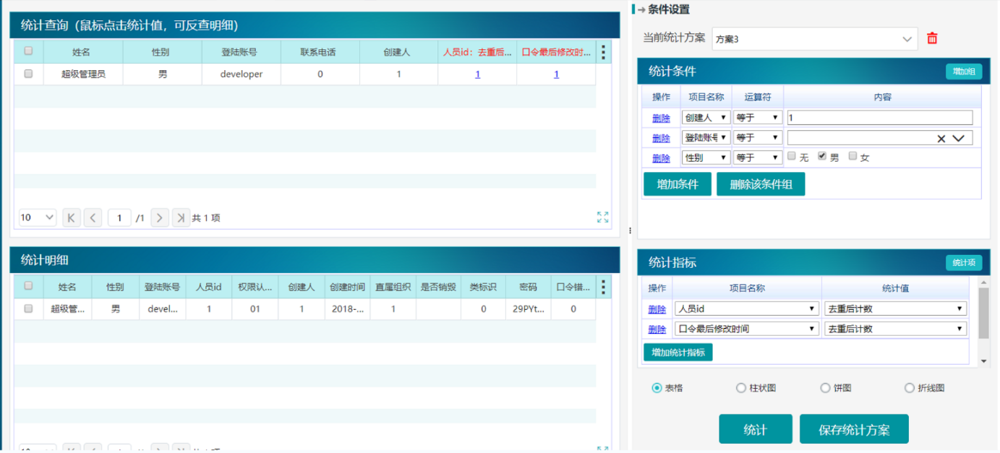 统计查询（鼠标点击统计值，可反查明细）
姓名 性别 登陆账号 联系电话 创建人 人员id：去重后... 口令最后修改时...
超级管理员 男 developer 0 1 1 1
10 1 /1 共 1 项
统计明细
姓名 性别 登陆账号 人员id 权限认... 创建人 创建时间 直属组织 是否销毁 类标识 密码 口令错...
超级管... 男 devel... 1 01 1 2018-... 1 0 29PYt... 0
条件设置
当前统计方案 方案3
统计条件 增加组
操作 项目名称 运算符 内容
删除 创建人 等于 1
删除 登陆账号 等于
删除 性别 等于 无 男 女
增加条件 删除该条件组
统计指标 统计项
操作 项目名称 统计值
删除 人员id 去重后计数
删除 口令最后修改时间 去重后计数
增加统计指标
表格 柱状图 饼图 折线图
统计 保存统计方案